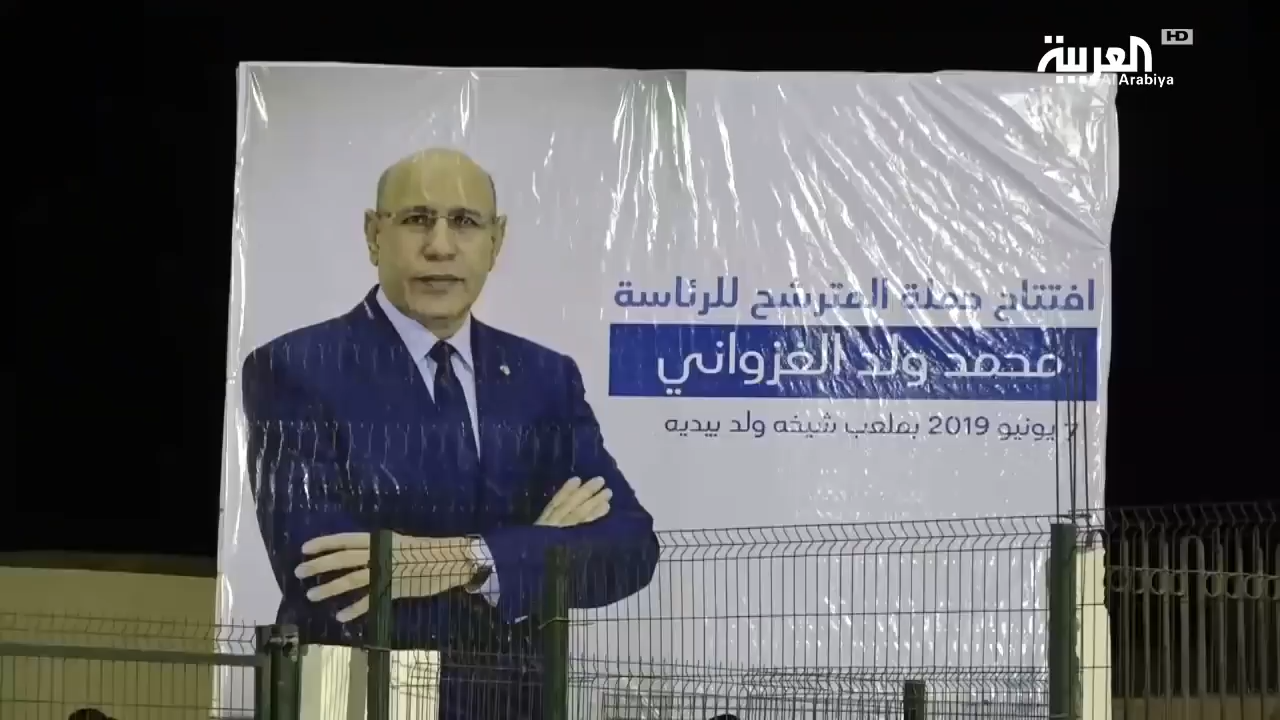 العربية HD
Al Arabiya
افتتاح حملة المترشح للرئاسة
محمد ولد الغزواني
7 يونيو 2019 بملعب شيخه ولد بيديه